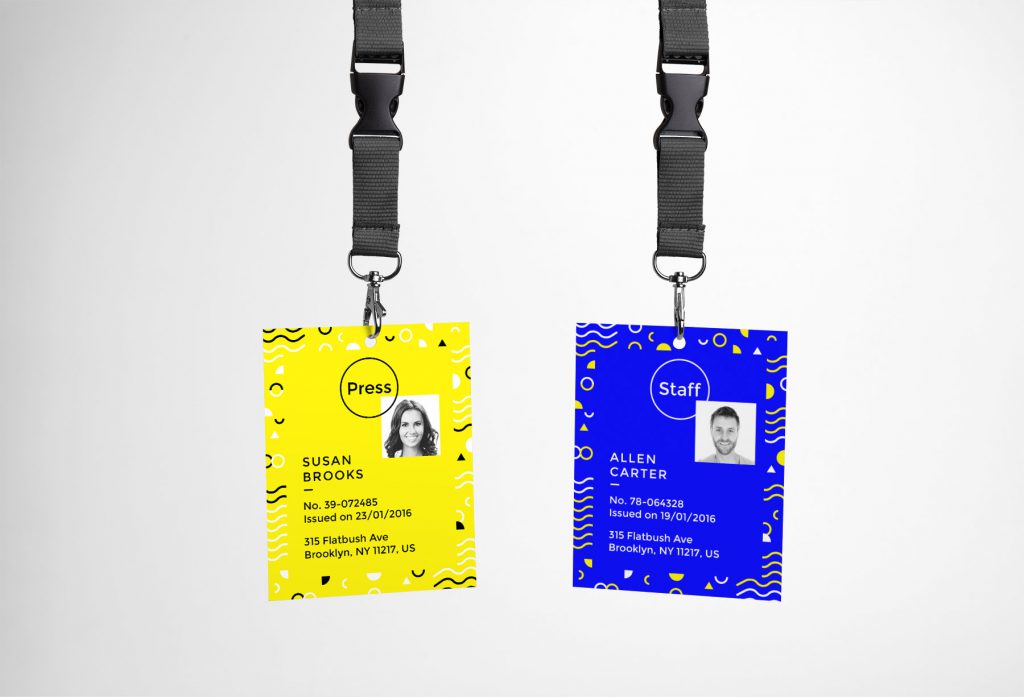 Press
SUSAN
BROOKS
No. 39-072485
Issued on 23/01/2016
315 Flatbush Ave
Brooklyn, NY 11217, US
Staff
ALLEN
CARTER
No. 78-064328
Issued on 19/01/2016
315 Flatbush Ave
Brooklyn, NY 11217, US